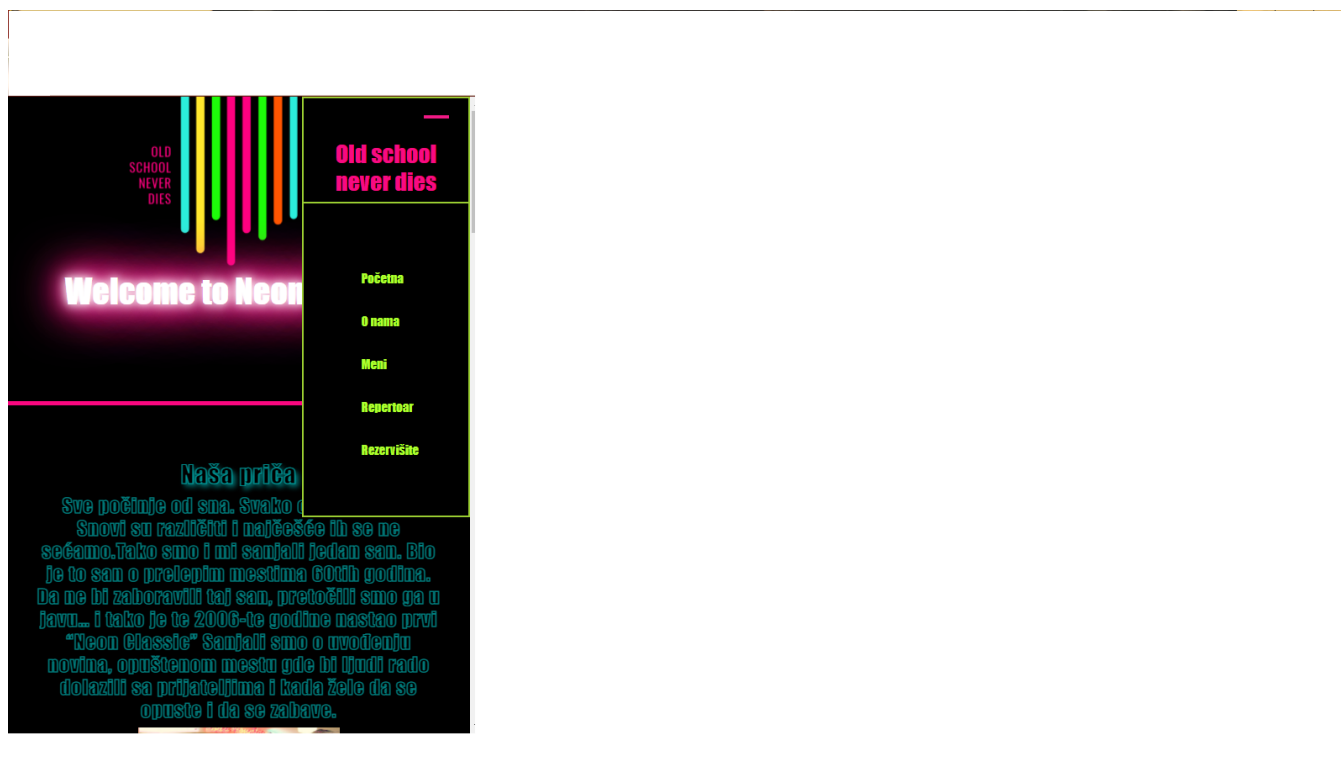 OLD
SCHOOL
NEVER
DIES
Welcome to Neon
Old school
never dies
Početna
O nama
Meni
Repertoar
Rezervišite
Naša priča
Sve počinje od sna. Svako
Snovi su različiti i najčešće ih se ne
sećamo.Tako smo i mi sanjali jedan san. Bio
je to san o prelepim mestima 60tih godina.
Da ne bi zaboravili taj san, pretočili smo ga u
javu... i tako je te 2006-te godine nastao prvi
“Neon Classic” Sanjali smo o uvođenju
novina, opuštenom mestu gde bi ljudi rado
dolazili sa prijateljima i kada žele da se
opuste i da se zabave.